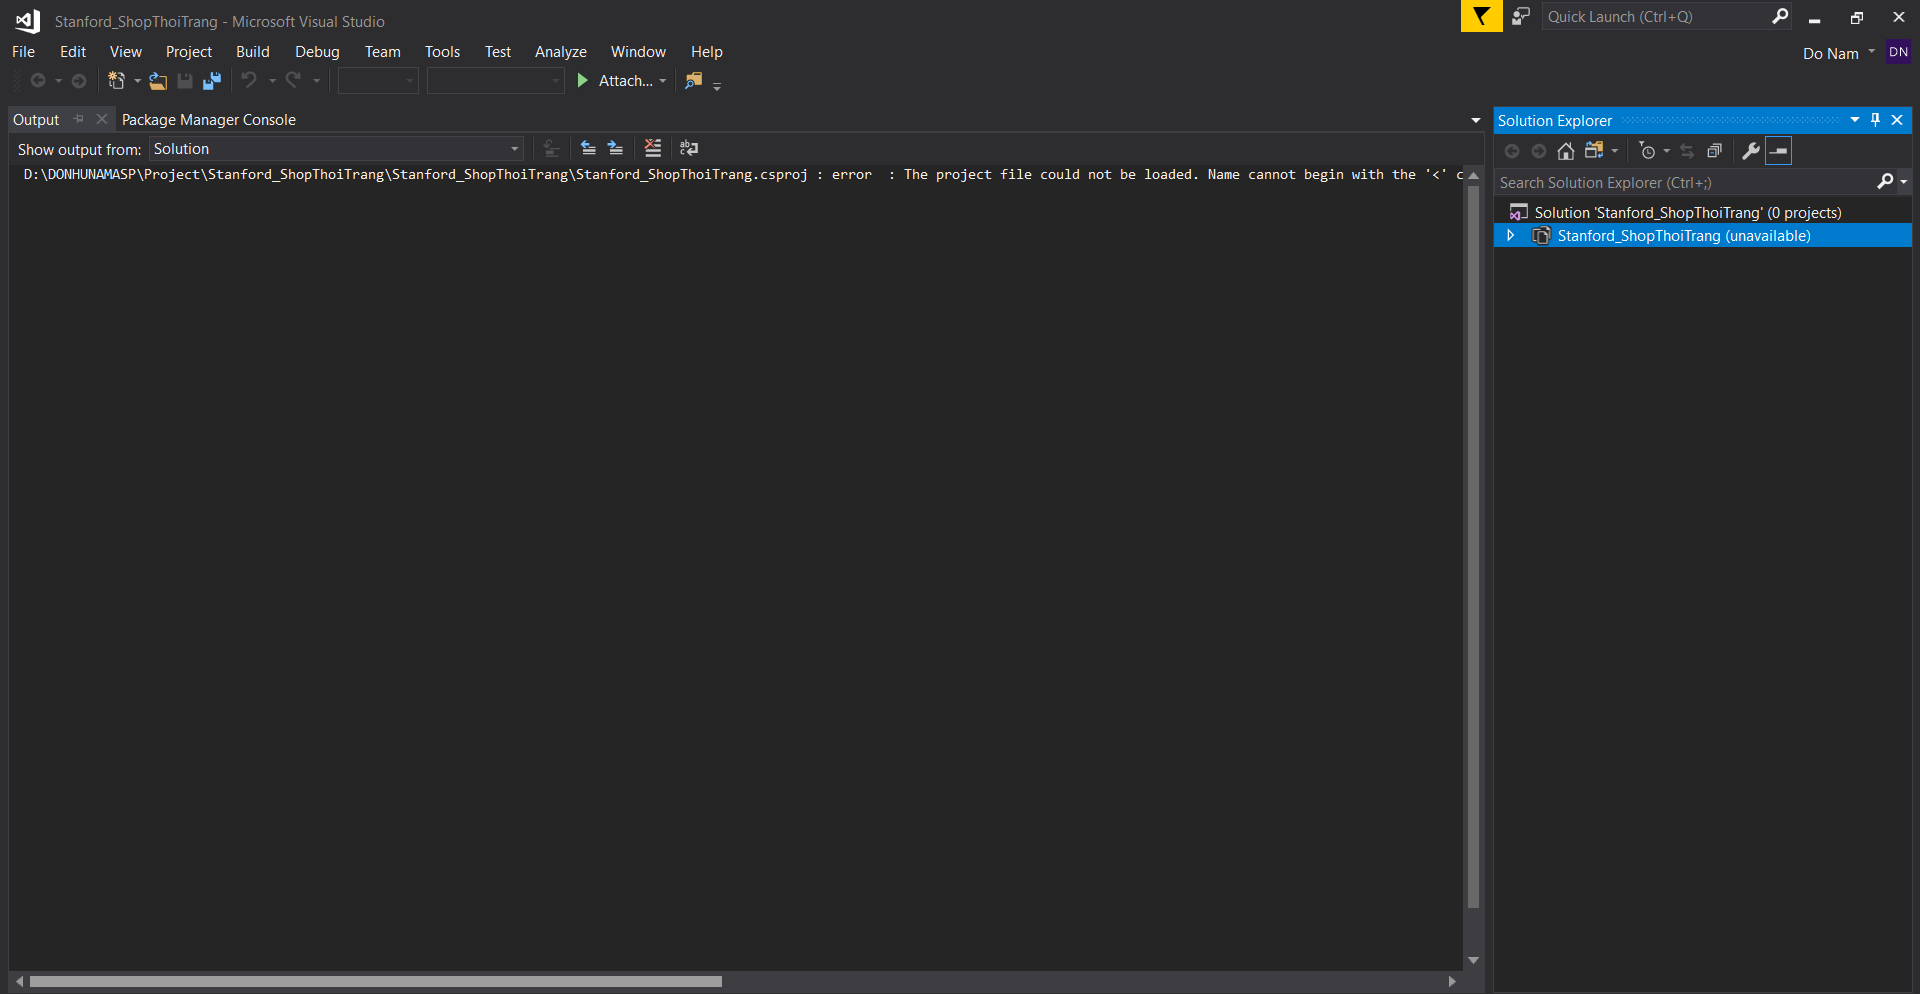 Stanford_ShopThoiTrang - Microsoft Visual Studio
Quick Launch (Ctrl+Q)
File Edit View Project Build Debug Team Tools Test Analyze Window Help
Do Nam DN
Attach...
Output Package Manager Console
Show output from: Solution
D:\DONHUNAMASP\Project\Stanford_ShopThoiTrang\Stanford_ShopThoiTrang\Stanford_ShopThoiTrang.csproj : error  : The project file could not be loaded. Name cannot begin with the '<' c
Solution Explorer
Search Solution Explorer (Ctrl+;)
Solution 'Stanford_ShopThoiTrang' (0 projects)
Stanford_ShopThoiTrang (unavailable)